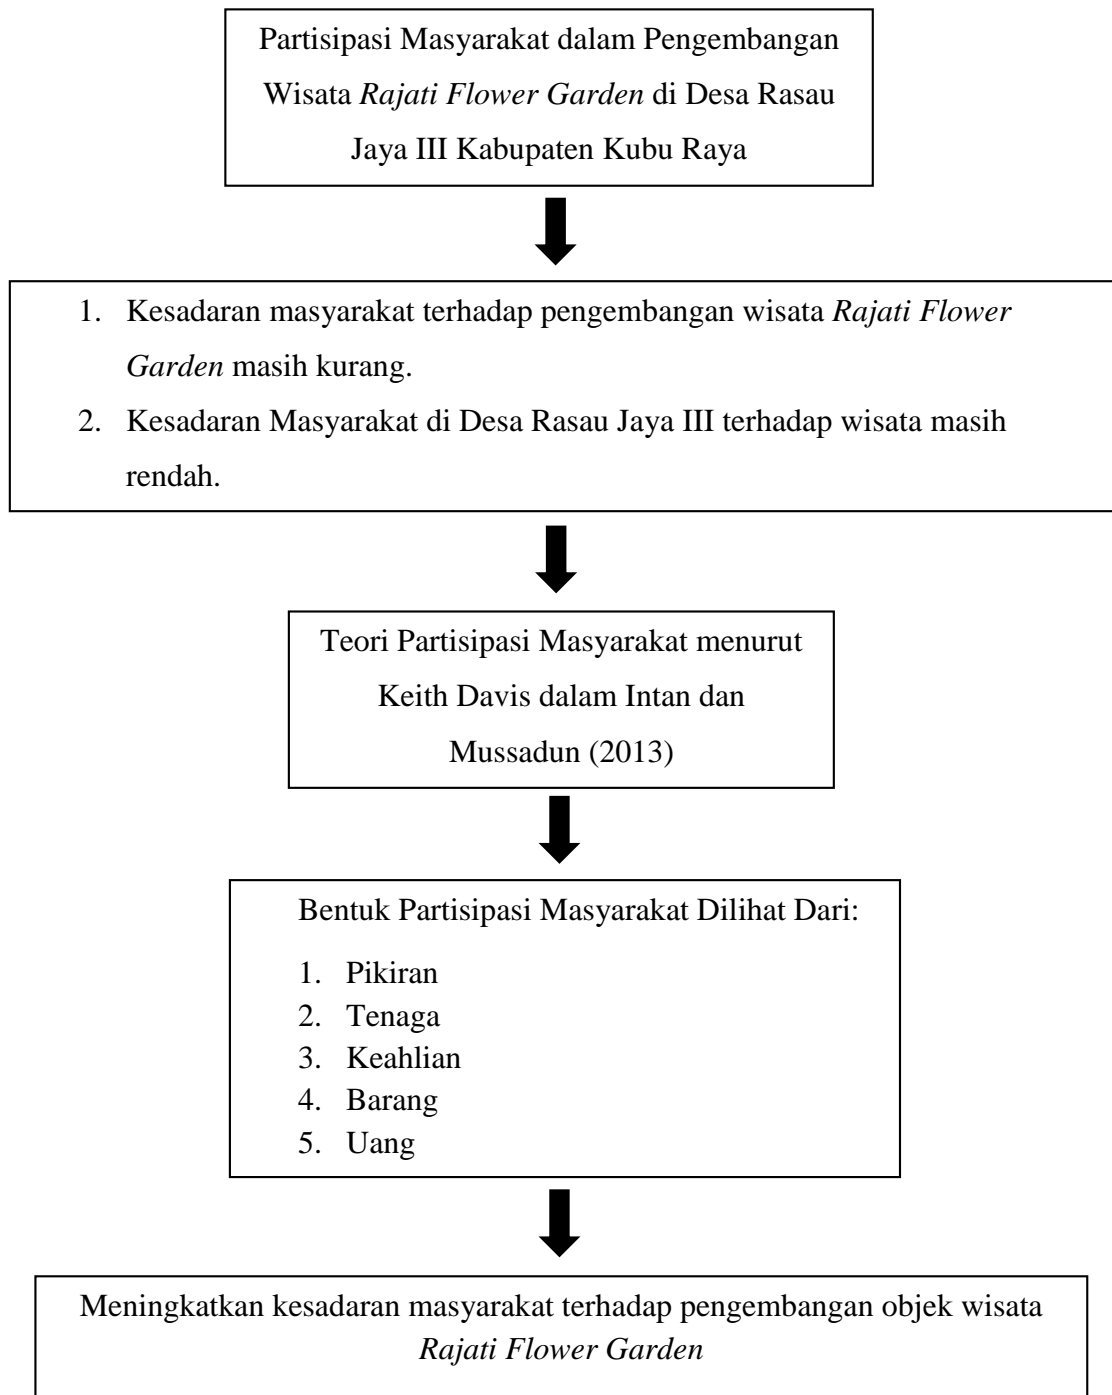 Partisipasi Masyarakat dalam Pengembangan
Wisata Rajati Flower Garden di Desa Rasau
Jaya III Kabupaten Kubu Raya
1. Kesadaran masyarakat terhadap pengembangan wisata Rajati Flower
Garden masih kurang.
2. Kesadaran Masyarakat di Desa Rasau Jaya III terhadap wisata masih
rendah.
Teori Partisipasi Masyarakat menurut
Keith Davis dalam Intan dan
Mussadun (2013)
Bentuk Partisipasi Masyarakat Dilihat Dari:
1. Pikiran
2. Tenaga
3. Keahlian
4. Barang
5. Uang
Meningkatkan kesadaran masyarakat terhadap pengembangan objek wisata
Rajati Flower Garden